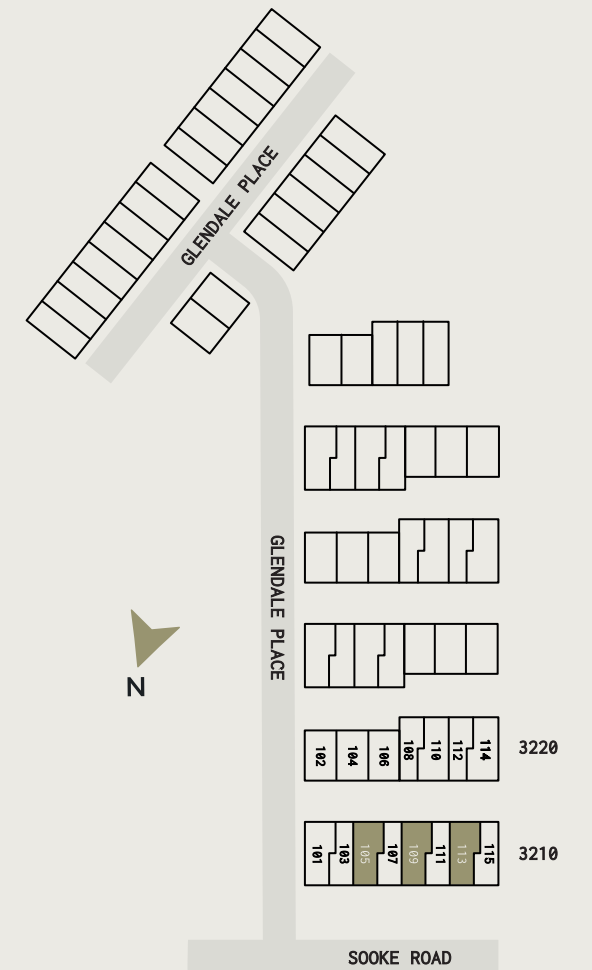 GLENDALE PLACE
GLENDALE PLACE
N
102 104 106 108 110 112 114
3220
101 103 105 107 109 111 113 115
3210
SOOKE ROAD